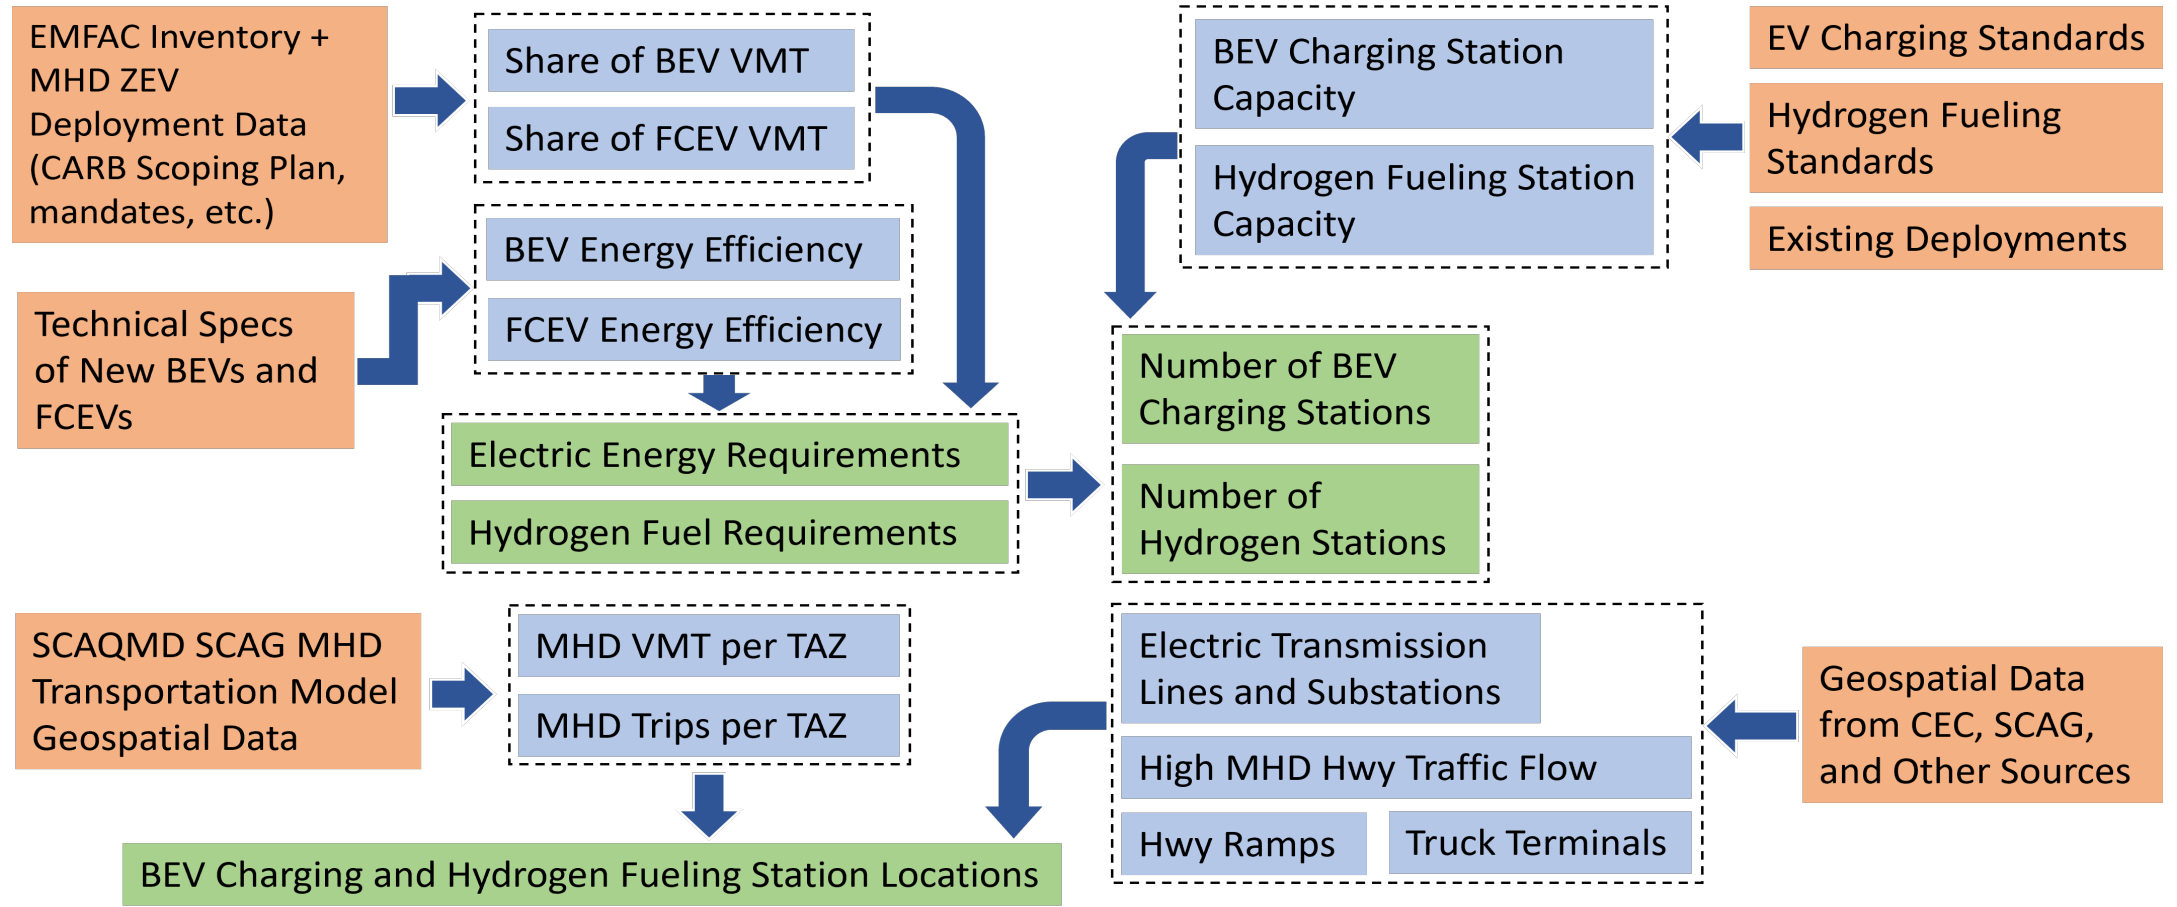 EMFAC Inventory +
MHD ZEV
Deployment Data
(CARB Scoping Plan,
mandates, etc.)
Share of BEV VMT
Share of FCEV VMT
BEV Charging Station
Capacity
Hydrogen Fueling Station
Capacity
EV Charging Standards
Hydrogen Fueling
Standards
Existing Deployments
Technical Specs
of New BEVs and
FCEVs
BEV Energy Efficiency
FCEV Energy Efficiency
Electric Energy Requirements
Hydrogen Fuel Requirements
Number of BEV
Charging Stations
Number of
Hydrogen Stations
SCAQMD SCAG MHD
Transportation Model
Geospatial Data
MHD VMT per TAZ
MHD Trips per TAZ
Electric Transmission
Lines and Substations
High MHD Hwy Traffic Flow
Hwy Ramps
Truck Terminals
Geospatial Data
from CEC, SCAG,
and Other Sources
BEV Charging and Hydrogen Fueling Station Locations